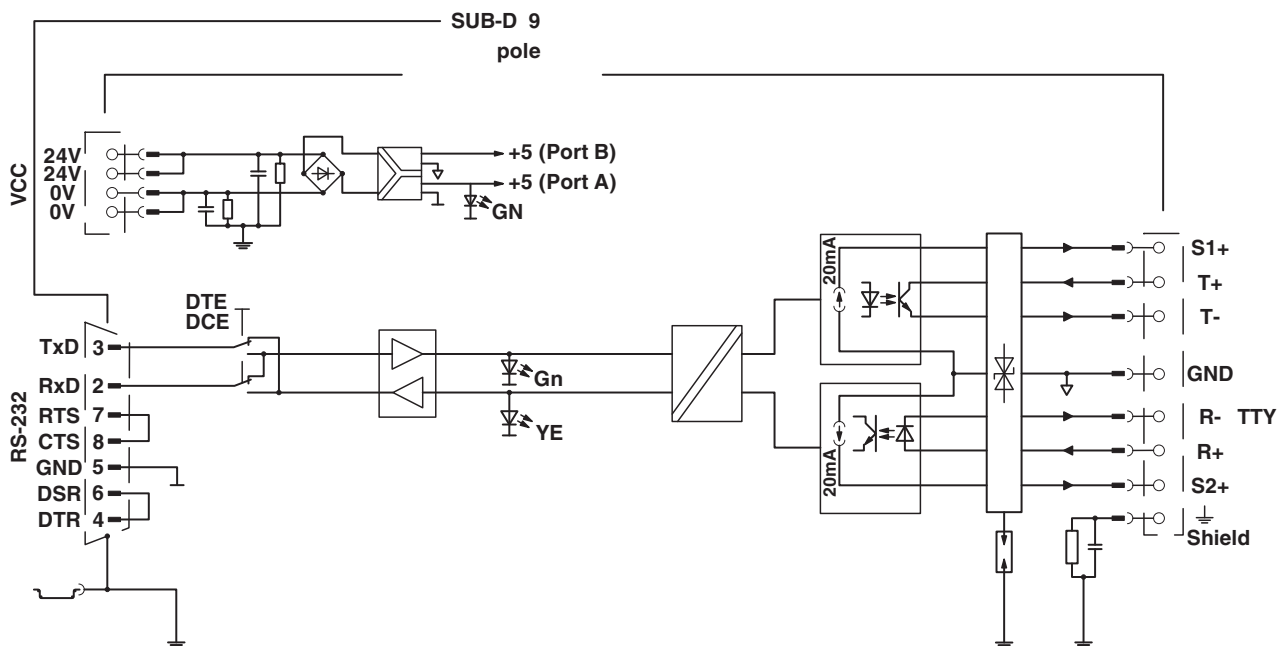 SUB-D 9
pole
VCC
24V
24V
0V
0V
+5 (Port B)
+5 (Port A)
GN
DTE
DCE
RS-232
TxD 3
RxD 2
RTS 7
CTS 8
GND 5
DSR 6
DTR 4
Gn
YE
20mA
20mA
S1+
T+
T-
GND
R- TTY
R+
S2+
Shield